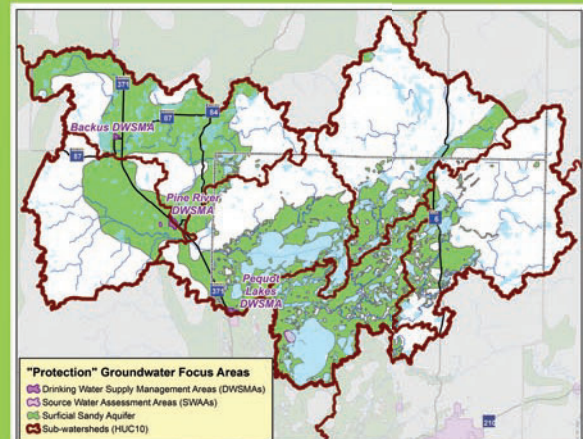 371
84
87
Backus DWSMA
87
Pine River
DWSMA
6
371
Pequot
Lakes
DWSMA
"Protection" Groundwater Focus Areas
Drinking Water Supply Management Areas (DWSMAs)
Source Water Assessment Areas (SWAAs)
Surficial Sandy Aquifer
Sub-watersheds (HUC10)
210